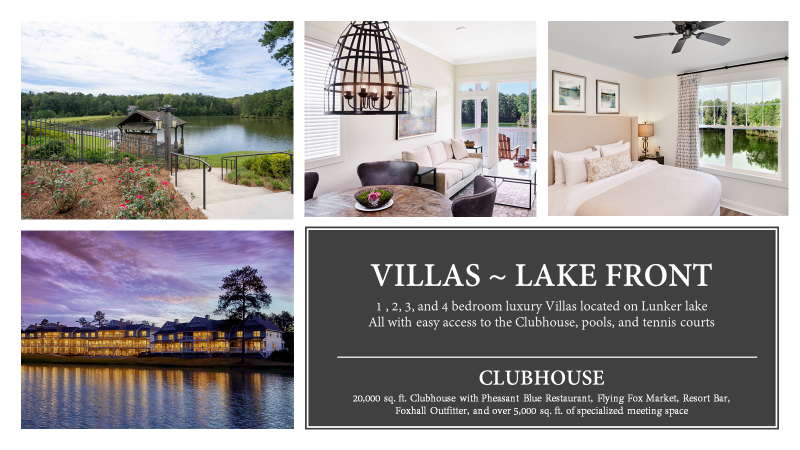 VILLAS ~ LAKE FRONT
1 , 2, 3, and 4 bedroom luxury Villas located on Lunker lake
All with easy access to the Clubhouse, pools, and tennis courts
CLUBHOUSE
20,000 sq. ft. Clubhouse with Pheasant Blue Restaurant, Flying Fox Market, Resort Bar,
Foxhall Outfitter, and over 5,000 sq. ft. of specialized meeting space